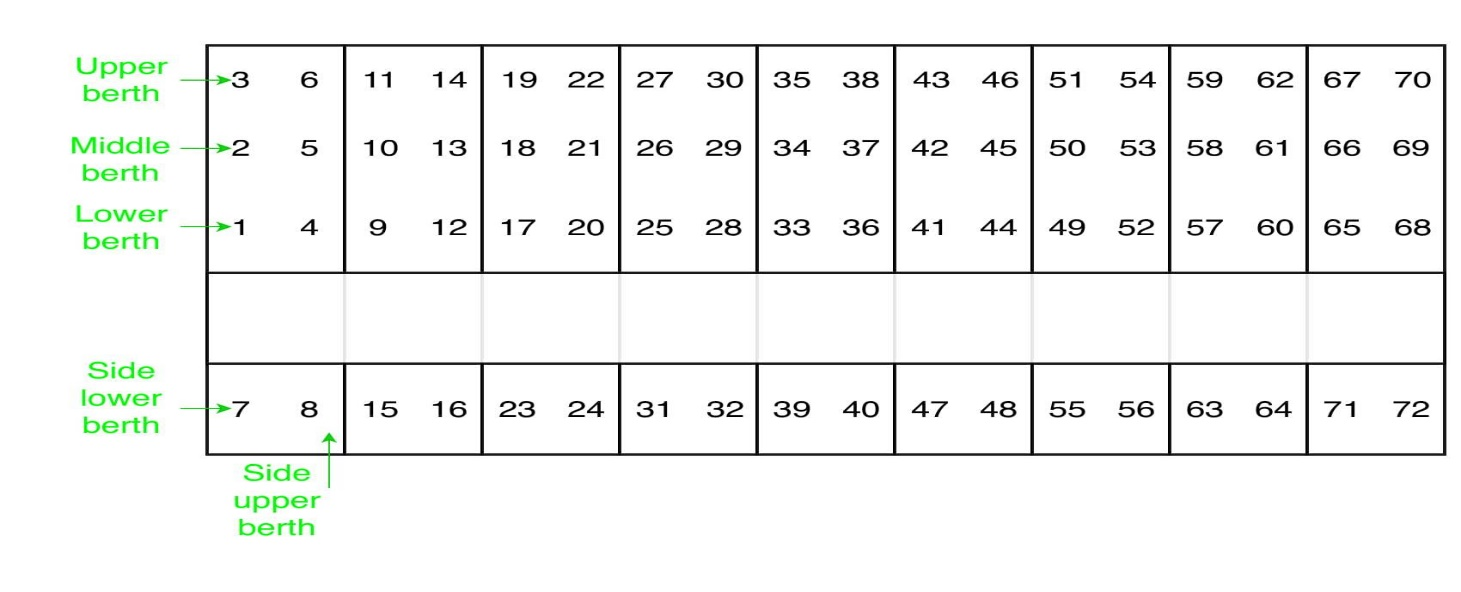 Upper
berth
3 6 11 14 19 22 27 30 35 38 43 46 51 54 59 62 67 70
Middle
berth
2 5 10 13 18 21 26 29 34 37 42 45 50 53 58 61 66 69
Lower
berth
1 4 9 12 17 20 25 28 33 36 41 44 49 52 57 60 65 68
Side
lower
berth
7 8 15 16 23 24 31 32 39 40 47 48 55 56 63 64 71 72
Side
upper
berth